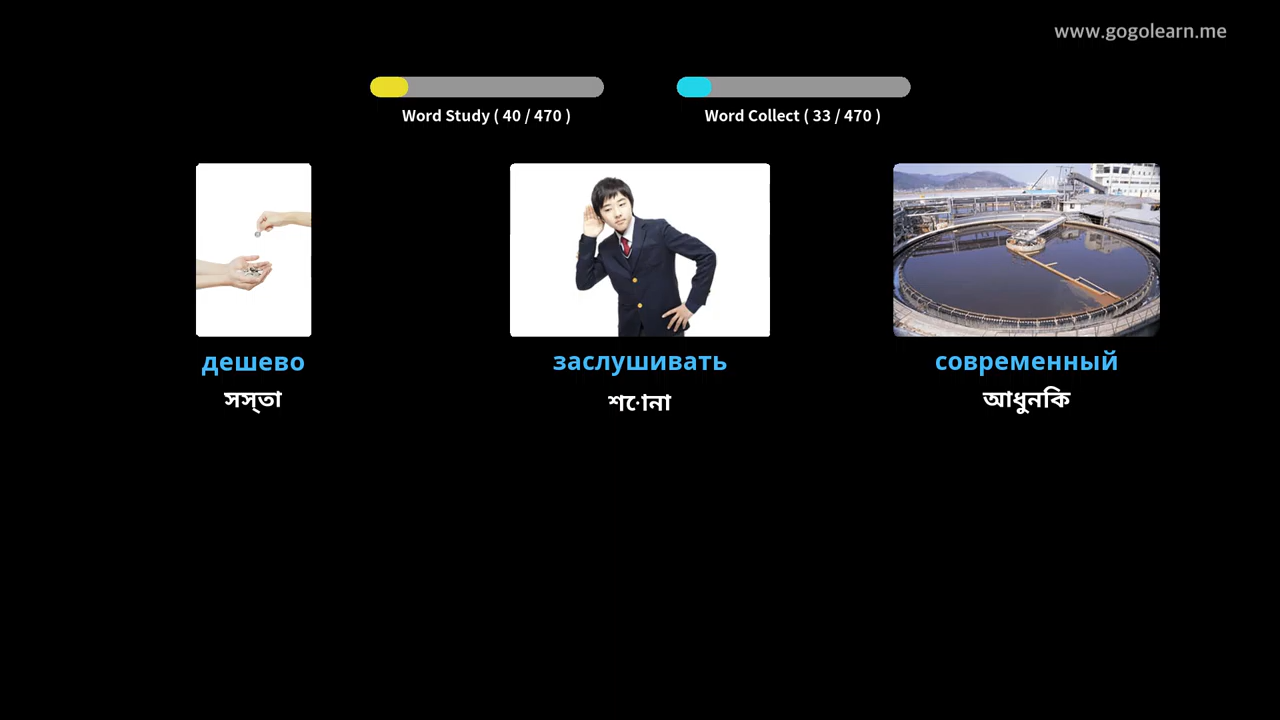 www.gogolearn.me
Word Study ( 40 / 470 )
Word Collect ( 33 / 470 )
дешево
заслушивать
современный
সস্তা
শোনা
আধুনিক